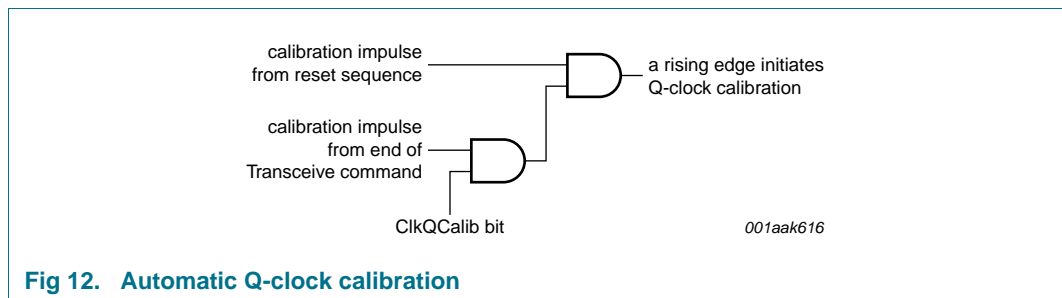 calibration impulse
from reset sequence
a rising edge initiates
Q-clock calibration
calibration impulse
from end of
Transceive command
ClkQCalib bit
001aak616
Fig 12. Automatic Q-clock calibration